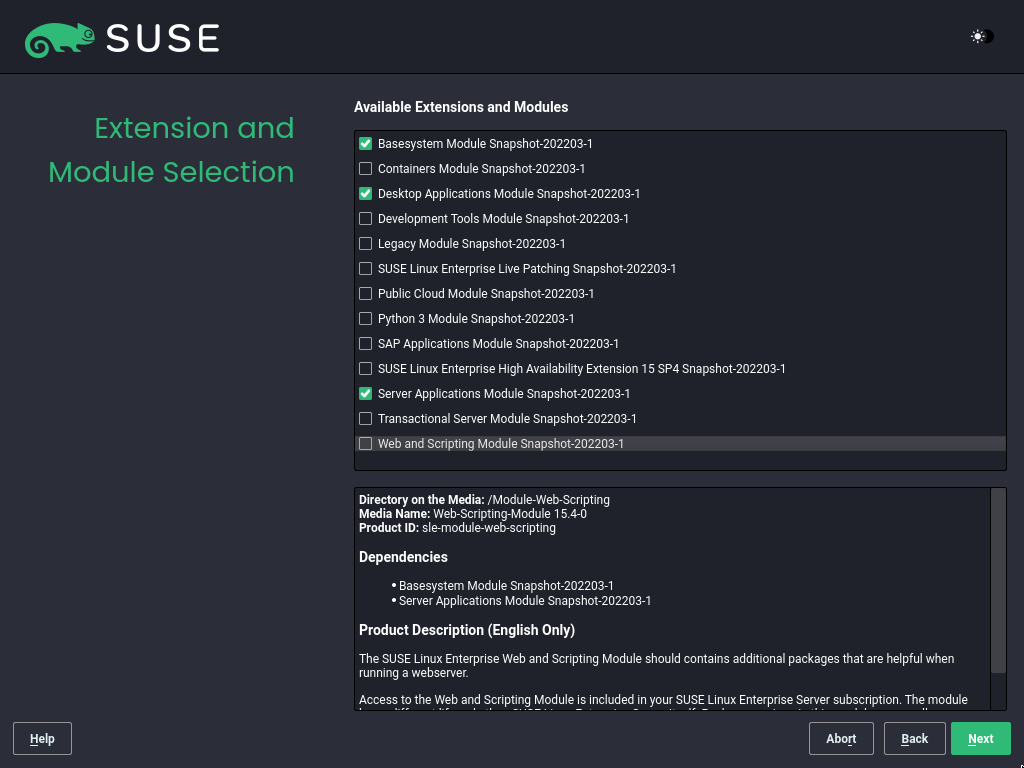 SUSE
Extension and
Module Selection
Available Extensions and Modules
Basesystem Module Snapshot-202203-1
Containers Module Snapshot-202203-1
Desktop Applications Module Snapshot-202203-1
Development Tools Module Snapshot-202203-1
Legacy Module Snapshot-202203-1
SUSE Linux Enterprise Live Patching Snapshot-202203-1
Public Cloud Module Snapshot-202203-1
Python 3 Module Snapshot-202203-1
SAP Applications Module Snapshot-202203-1
SUSE Linux Enterprise High Availability Extension 15 SP4 Snapshot-202203-1
Server Applications Module Snapshot-202203-1
Transactional Server Module Snapshot-202203-1
Web and Scripting Module Snapshot-202203-1
Directory on the Media: /Module-Web-Scripting
Media Name: Web-Scripting-Module 15.4-0
Product ID: sle-module-web-scripting
Dependencies
• Basesystem Module Snapshot-202203-1
• Server Applications Module Snapshot-202203-1
Product Description (English Only)
The SUSE Linux Enterprise Web and Scripting Module should contains additional packages that are helpful when
running a webserver.
Access to the Web and Scripting Module is included in your SUSE Linux Enterprise Server subscription. The module
Help
Abort
Back
Next